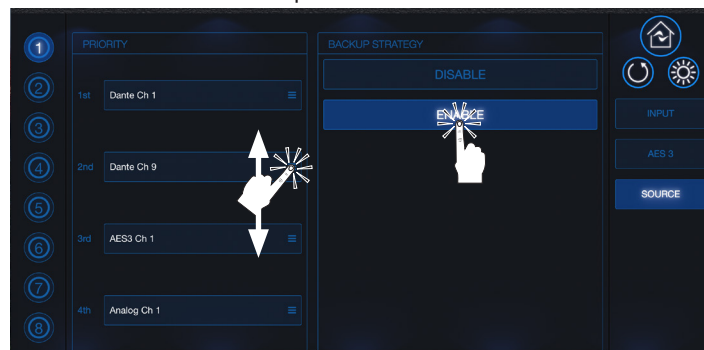 PRIORITY
BACKUP STRATEGY
1
2
3
4
5
6
7
8
1st Dante Ch 1
2nd Dante Ch 9
3rd AES3 Ch 1
4th Analog Ch 1
DISABLE
ENABLE
INPUT
AES 3
SOURCE